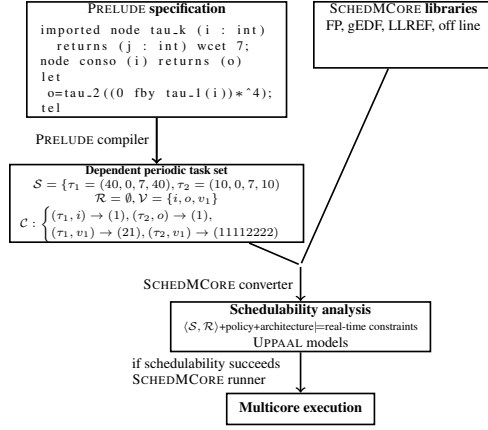 PRELUDE specification
imported node tau_k (i : int)
returns (j : int) wcet 7;
node conso (i) returns (o)
let
o=tau_2((0 fby tau_1(i))*^4);
tel
SCHEDMCORE libraries
FP, gEDF, LLREF, off line
PRELUDE compiler
Dependent periodic task set
S = {τ₁ = (40, 0, 7, 40), τ₂ = (10, 0, 7, 10)
R = ∅, V = {i, o, v₁}
C : { (τ₁, i) → (1), (τ₂, o) → (1),
(τ₁, v₁) → (21), (τ₂, v₁) → (11112222)
SCHEDMCORE converter
Schedulability analysis
⟨S, R⟩+policy+architecture|=real-time constraints
UPPAAL models
if schedulability succeeds
SCHEDMCORE runner
Multicore execution